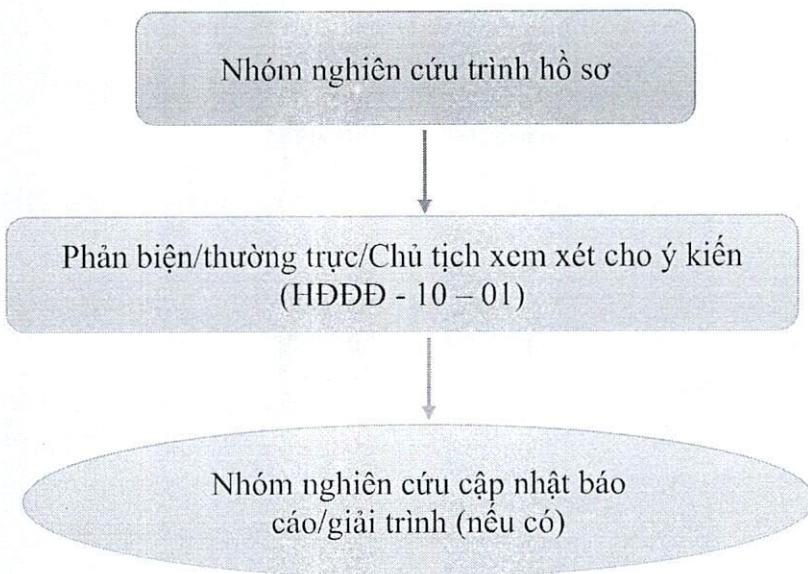 Nhóm nghiên cứu trình hồ sơ
Phản biện/thường trực/Chủ tịch xem xét cho ý kiến
(HĐĐĐ - 10 – 01)
Nhóm nghiên cứu cập nhật báo
cáo/giải trình (nếu có)